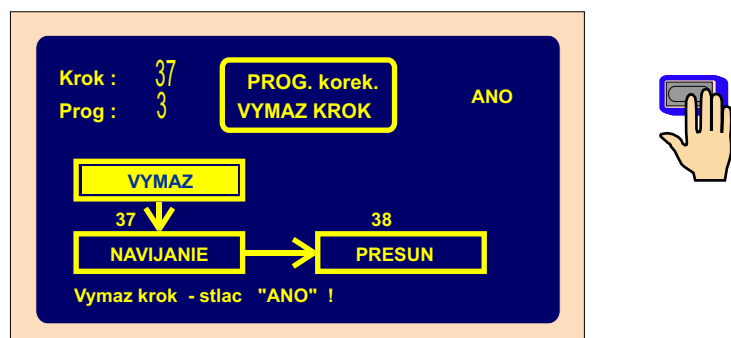 Krok : 37
Prog : 3
PROG. korek.
VYMAZ KROK
ANO
VYMAZ
37
38
NAVIJANIE
PRESUN
Vymaz krok - stlac "ANO" !